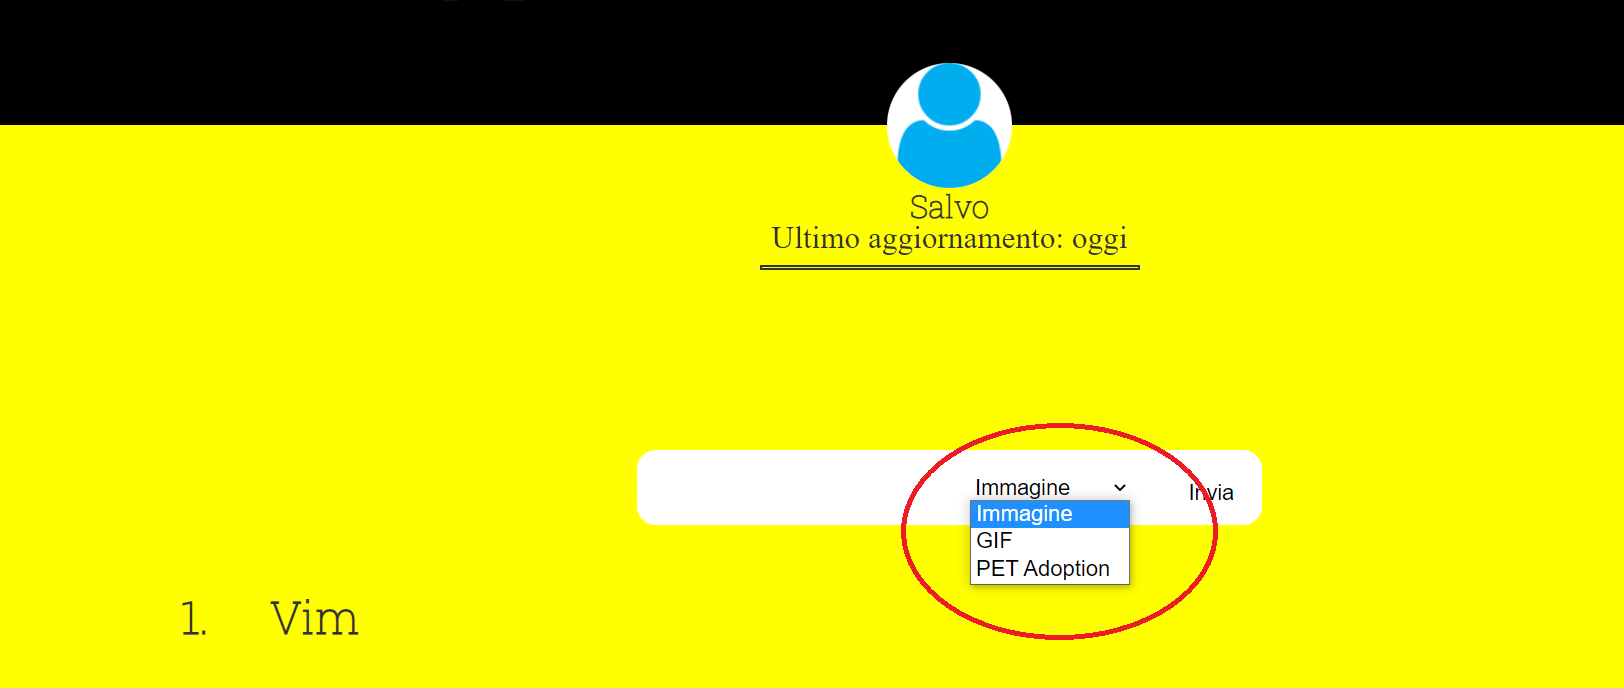 Salvo
Ultimo aggiornamento: oggi
Immagine
Invia
Immagine
GIF
PET Adoption
1. Vim